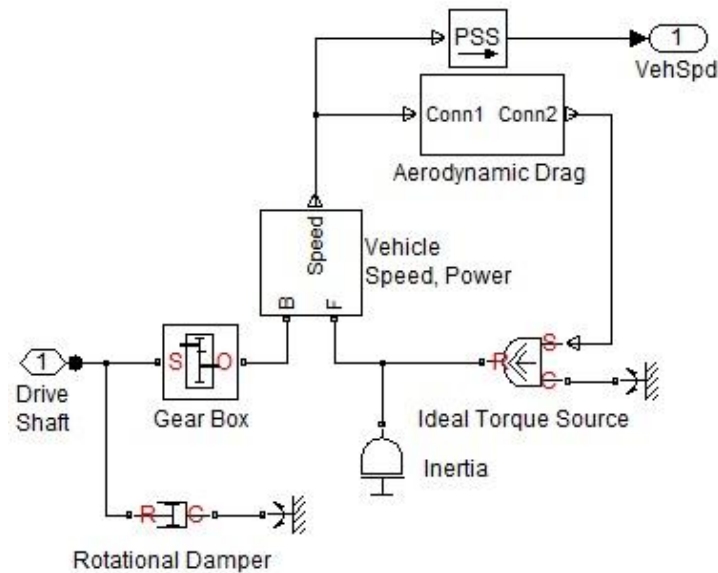 PSS
1
VehSpd
Conn1 Conn2
Aerodynamic Drag
Speed
B F
Vehicle
Speed, Power
1
Drive
Shaft
S O
Gear Box
R S
C
Ideal Torque Source
Inertia
R C
Rotational Damper